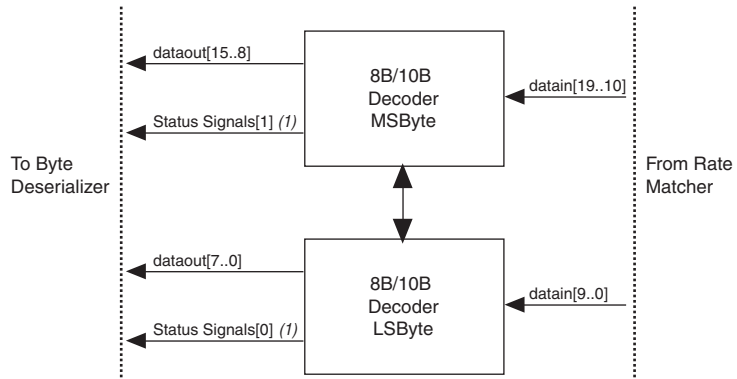 dataout[15..8]
8B/10B
Decoder
MSByte
datain[19..10]
Status Signals[1] (1)
To Byte
Deserializer
From Rate
Matcher
dataout[7..0]
8B/10B
Decoder
LSByte
datain[9..0]
Status Signals[0] (1)